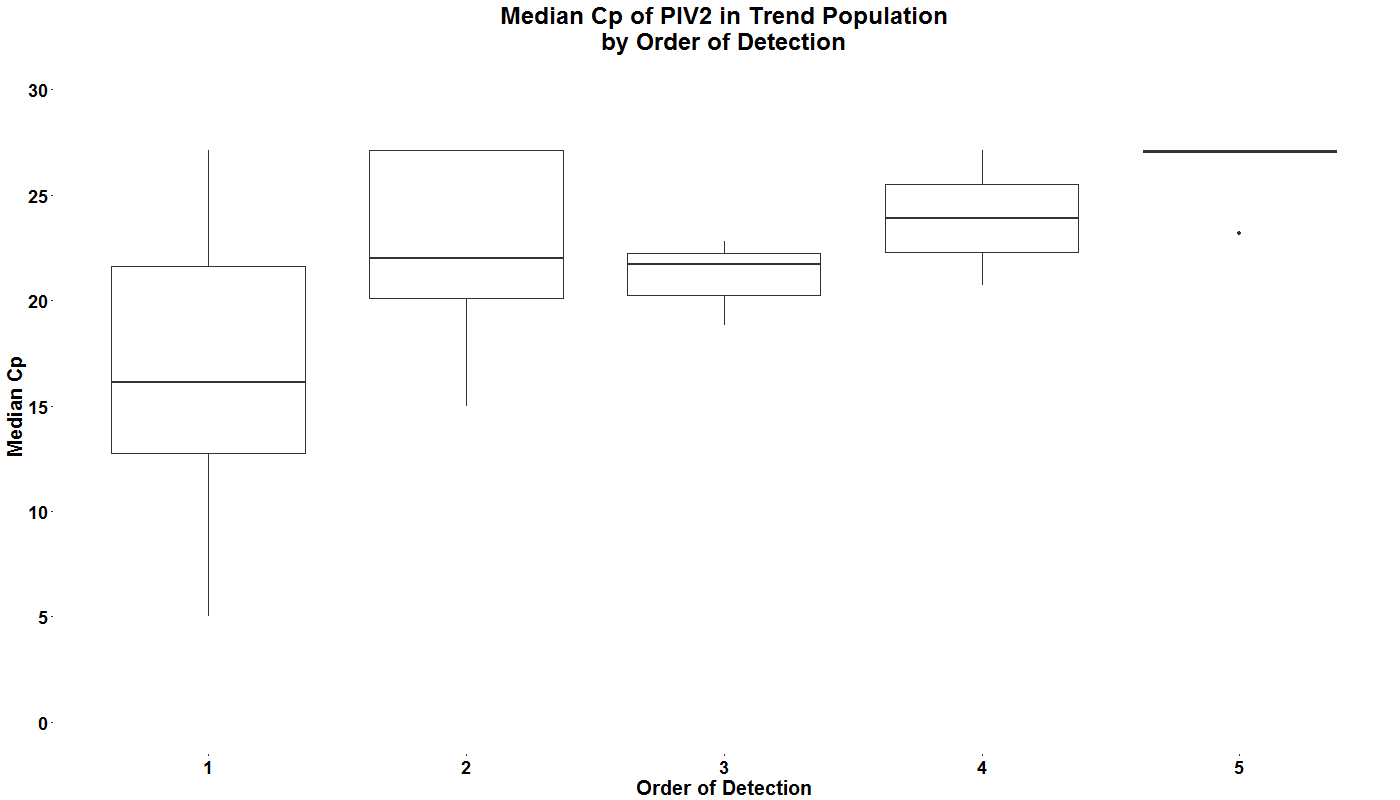 Median Cp of PIV2 in Trend Population
by Order of Detection
30
25
20
15
10
5
0
Median Cp
1 2 3 4 5
Order of Detection